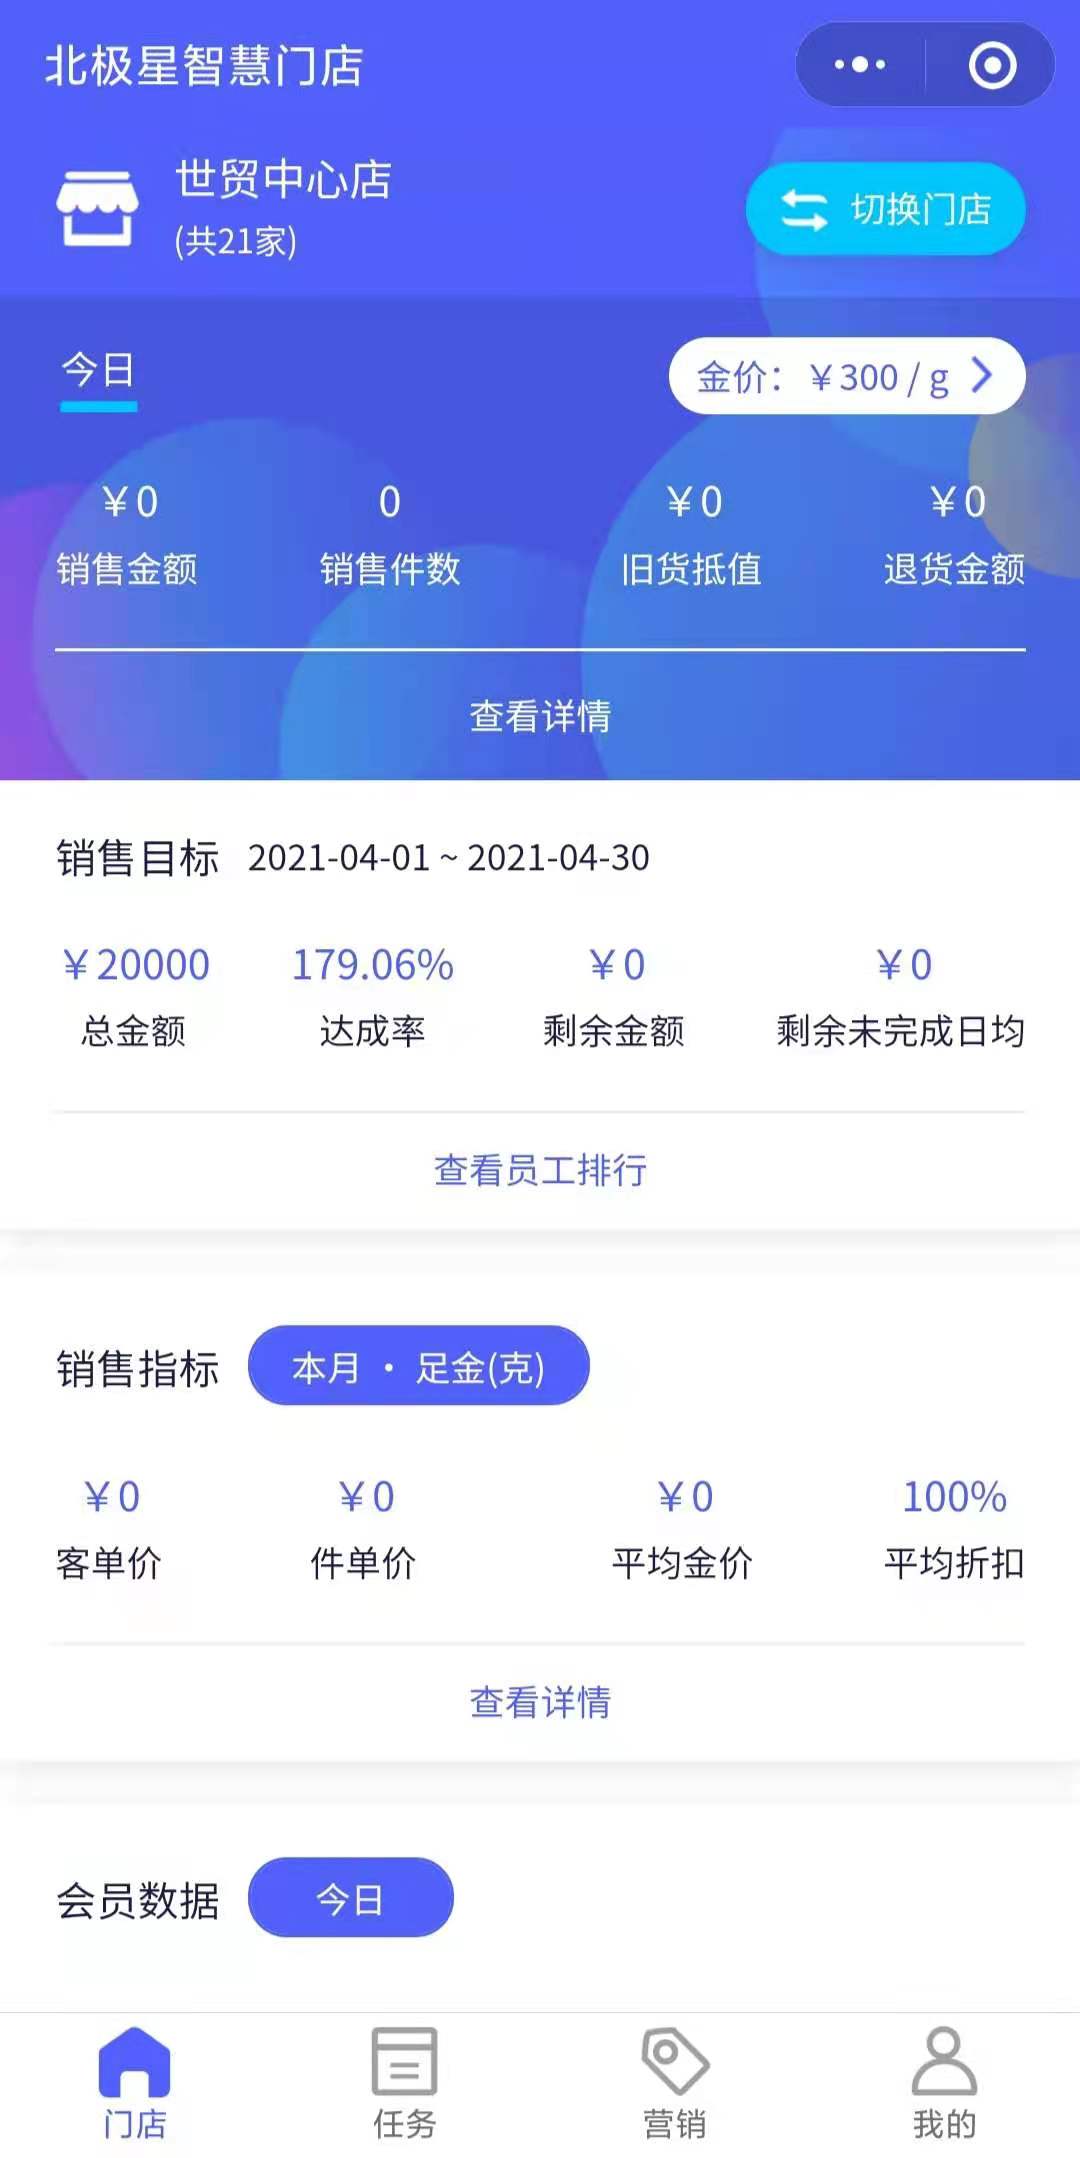 北极星智慧门店
世贸中心店
(共21家)
切换门店
今日
金价：￥300 / g
￥0 0 ￥0 ￥0
销售金额 销售件数 旧货抵值 退货金额
查看详情
销售目标 2021-04-01 ~ 2021-04-30
￥20000 179.06% ￥0 ￥0
总金额 达成率 剩余金额 剩余未完成日均
查看员工排行
销售指标 本月 · 足金(克)
￥0 ￥0 ￥0 100%
客单价 件单价 平均金价 平均折扣
查看详情
会员数据 今日
门店 任务 营销 我的